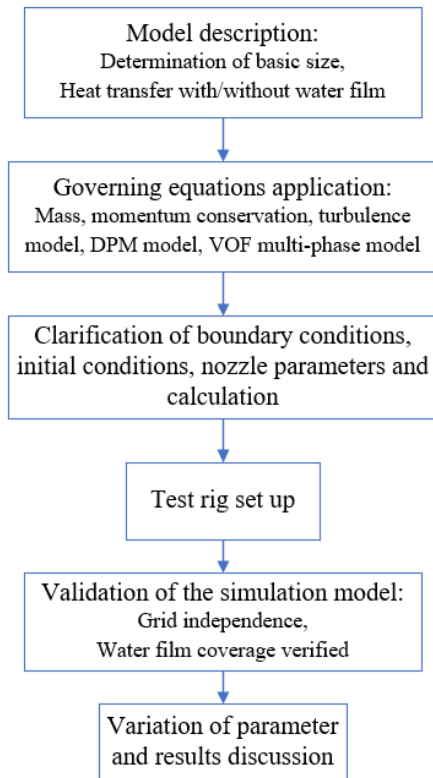 Model description:
Determination of basic size,
Heat transfer with/without water film
Governing equations application:
Mass, momentum conservation, turbulence
model, DPM model, VOF multi-phase model
Clarification of boundary conditions,
initial conditions, nozzle parameters and
calculation
Test rig set up
Validation of the simulation model:
Grid independence,
Water film coverage verified
Variation of parameter
and results discussion